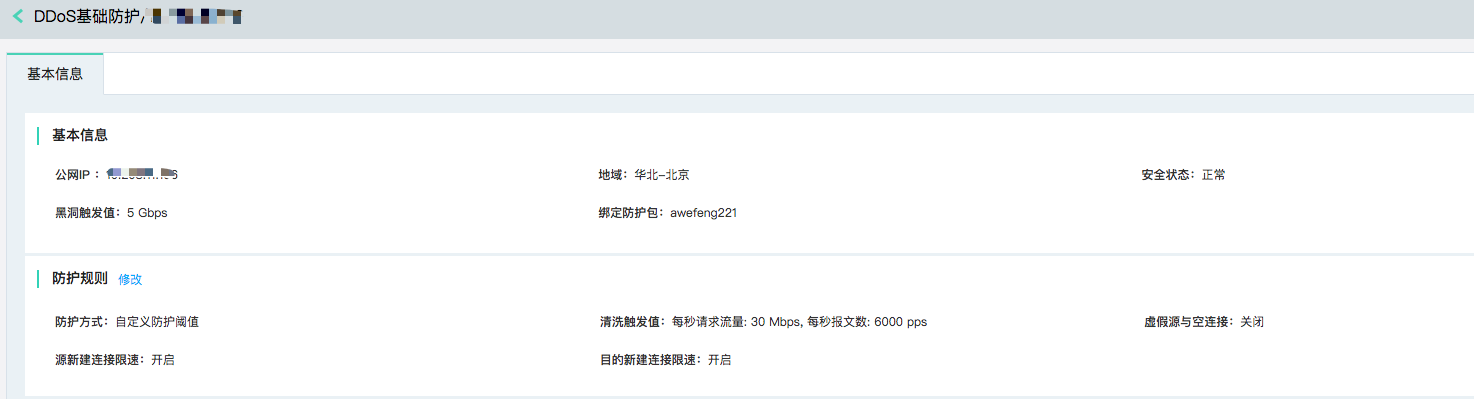 DDoS基础防护/
基本信息
基本信息
公网IP：
地域：华北-北京
安全状态：正常
黑洞触发值：5 Gbps
绑定防护包：awefeng221
防护规则 修改
防护方式：自定义防护阈值
清洗触发值：每秒请求流量: 30 Mbps, 每秒报文数: 6000 pps
虚假源与空连接：关闭
源新建连接限速：开启
目的新建连接限速：开启